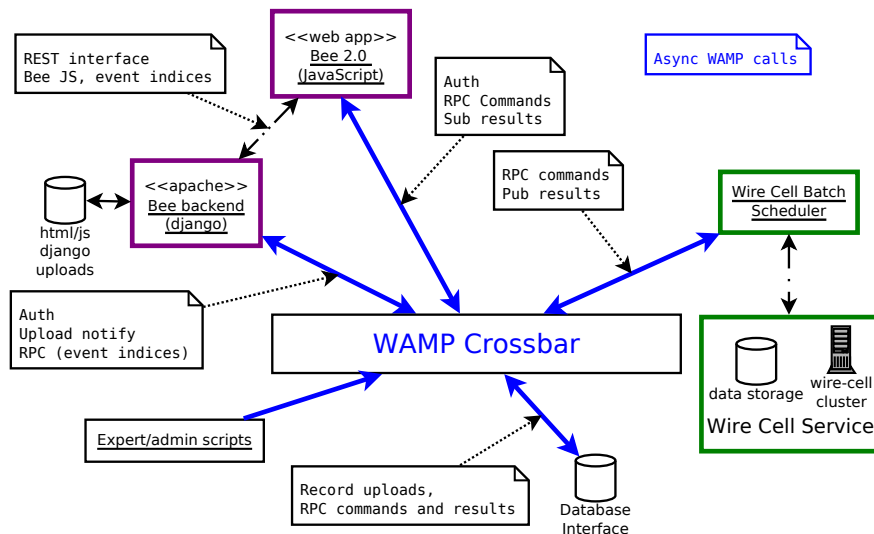 <<web app>>
Bee 2.0
(JavaScript)
REST interface
Bee JS, event indices
Async WAMP calls
Auth
RPC Commands
Sub results
RPC commands
Pub results
<<apache>>
Bee backend
(django)
html/js
django
uploads
Wire Cell Batch
Scheduler
Auth
Upload notify
RPC (event indices)
WAMP Crossbar
data storage
wire-cell
cluster
Wire Cell Service
Expert/admin scripts
Record uploads,
RPC commands and results
Database
Interface